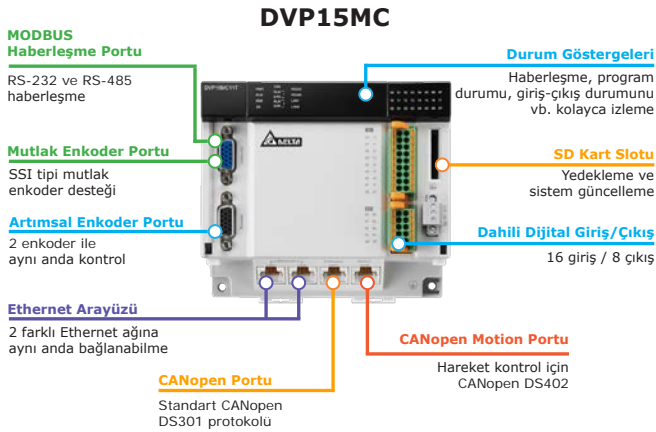 DVP15MC
MODBUS
Haberleşme Portu
RS-232 ve RS-485
haberleşme
Mutlak Enkoder Portu
SSI tipi mutlak
enkoder desteği
Artımsal Enkoder Portu
2 enkoder ile
aynı anda kontrol
Ethernet Arayüzü
2 farklı Ethernet ağına
aynı anda bağlanabilme
CANopen Portu
Standart CANopen
DS301 protokolü
Durum Göstergeleri
Haberleşme, program
durumu, giriş-çıkış durumunu
vb. kolayca izleme
SD Kart Slotu
Yedekleme ve
sistem güncelleme
Dahili Dijital Giriş/Çıkış
16 giriş / 8 çıkış
CANopen Motion Portu
Hareket kontrol için
CANopen DS402
DVP15MC11T
DELTA